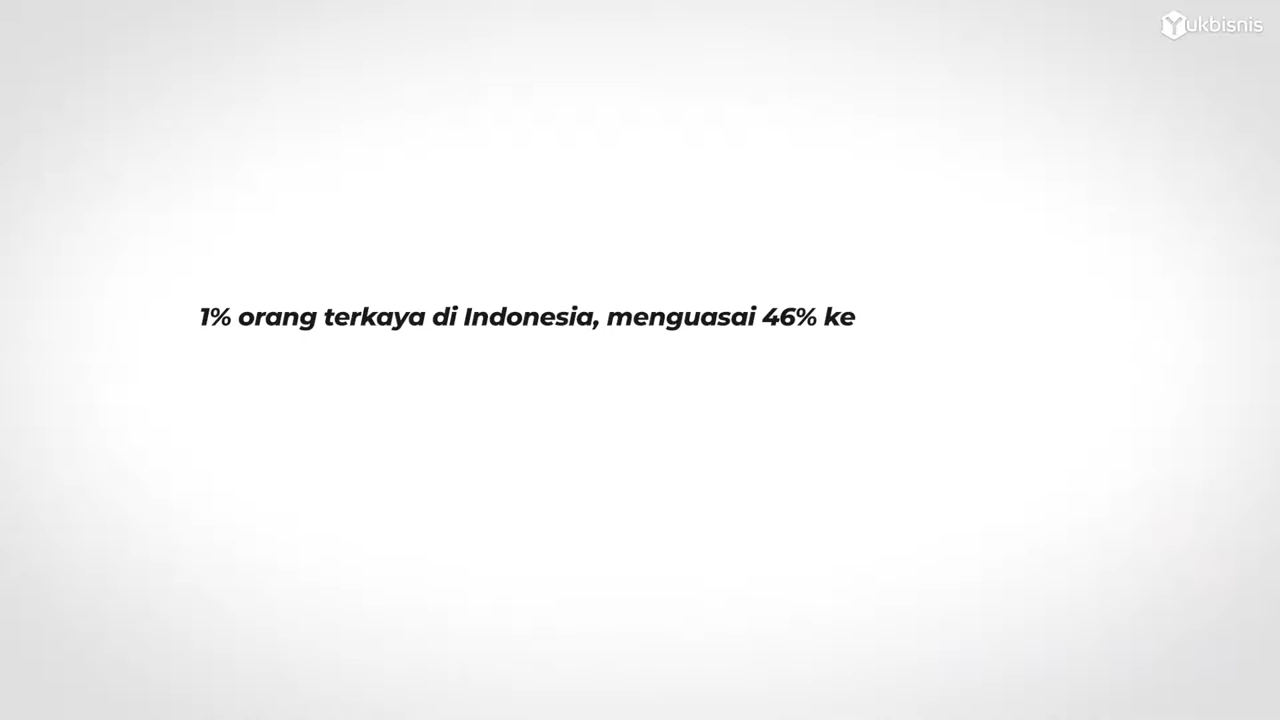 Yukbisnis
1% orang terkaya di Indonesia, menguasai 46% ke